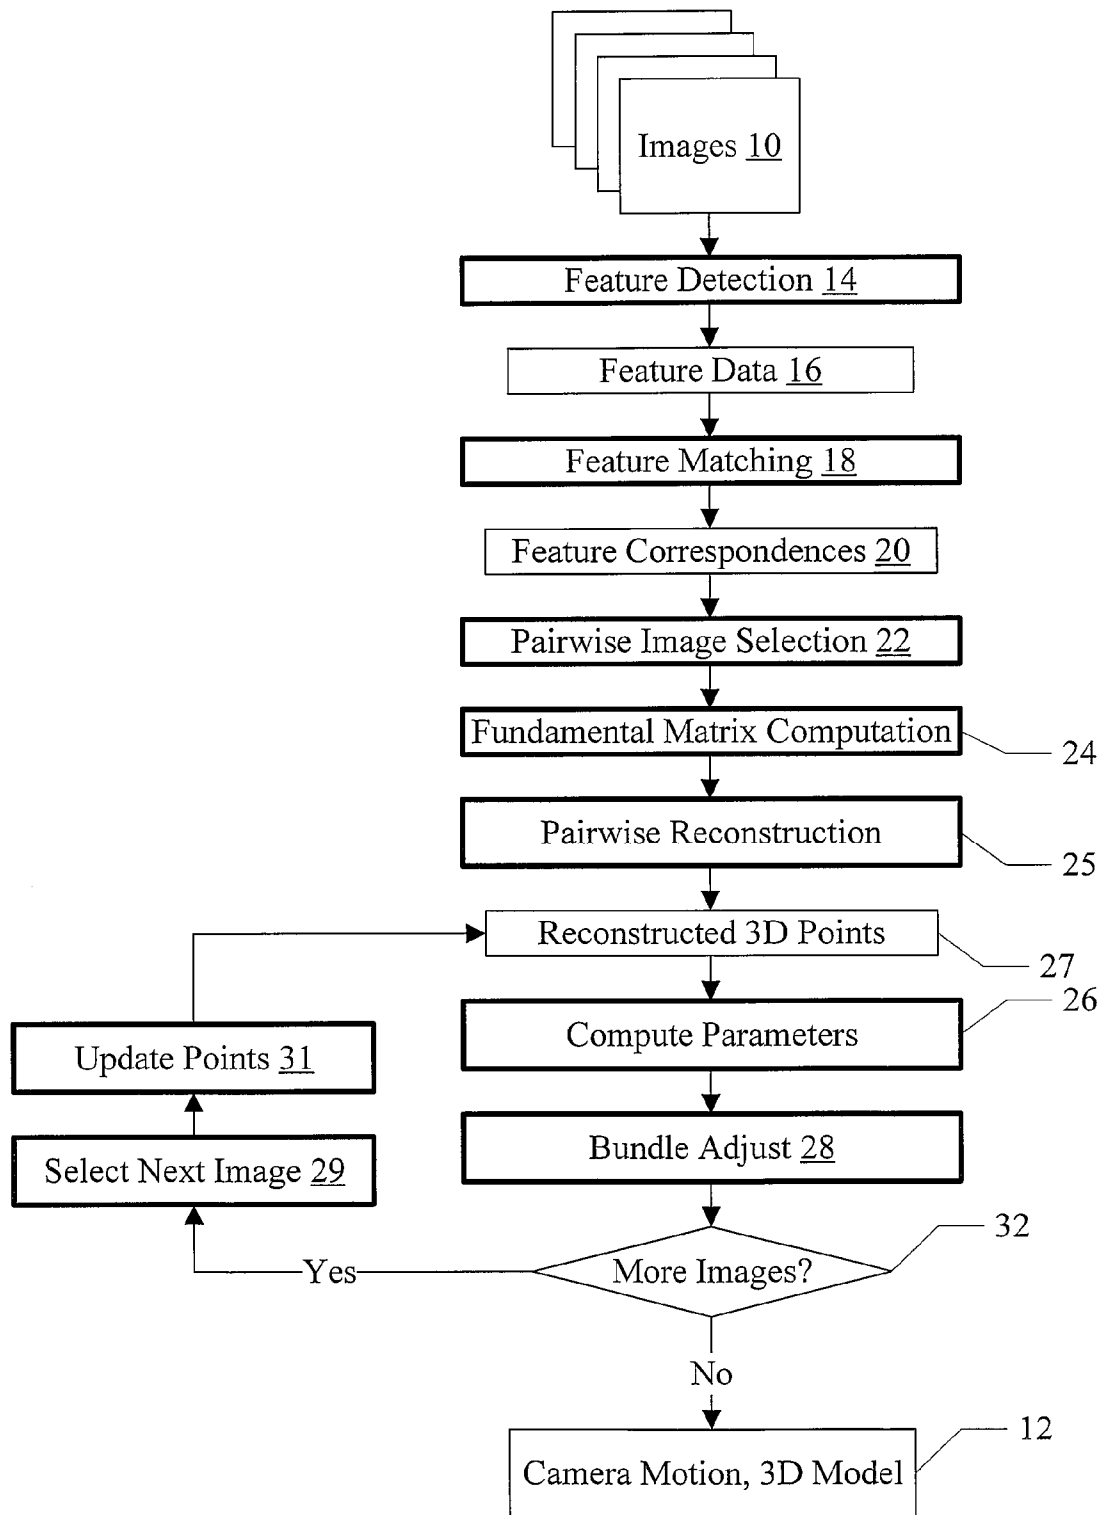 Images 10
Feature Detection 14
Feature Data 16
Feature Matching 18
Feature Correspondences 20
Pairwise Image Selection 22
Fundamental Matrix Computation
24
Pairwise Reconstruction
25
Reconstructed 3D Points
27
26
Compute Parameters
Update Points 31
Bundle Adjust 28
Select Next Image 29
32
More Images?
Yes
No
12
Camera Motion, 3D Model